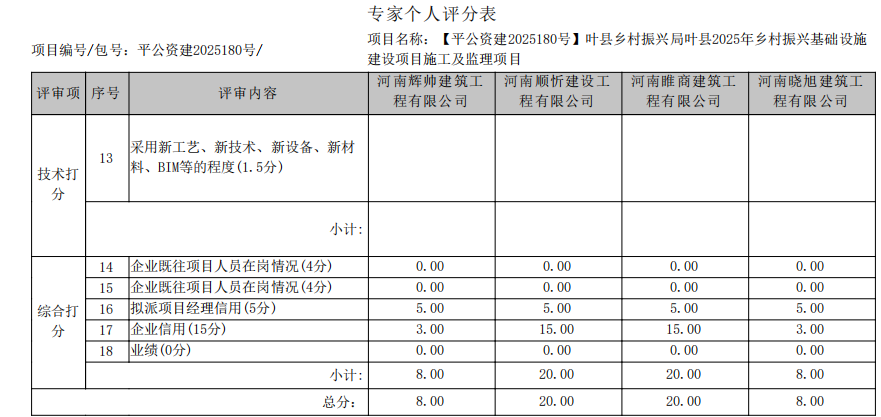 专家个人评分表
项目编号/包号：平公资建2025180号/
项目名称：【平公资建2025180号】叶县乡村振兴局叶县2025年乡村振兴基础设施
建设项目施工及监理项目
评审项 序号 评审内容 河南辉帅建筑工程有限公司 河南顺忻建设工程有限公司 河南睢商建筑工程有限公司 河南晓旭建筑工程有限公司
技术打分
13 采用新工艺、新技术、新设备、新材
料、BIM等的程度(1.5分)
小计:
综合打分
14 企业既往项目人员在岗情况(4分) 0.00 0.00 0.00 0.00
15 企业既往项目人员在岗情况(4分) 0.00 0.00 0.00 0.00
16 拟派项目经理信用(5分) 5.00 5.00 5.00 5.00
17 企业信用(15分) 3.00 15.00 15.00 3.00
18 业绩(0分) 0.00 0.00 0.00 0.00
小计: 8.00 20.00 20.00 8.00
总分: 8.00 20.00 20.00 8.00